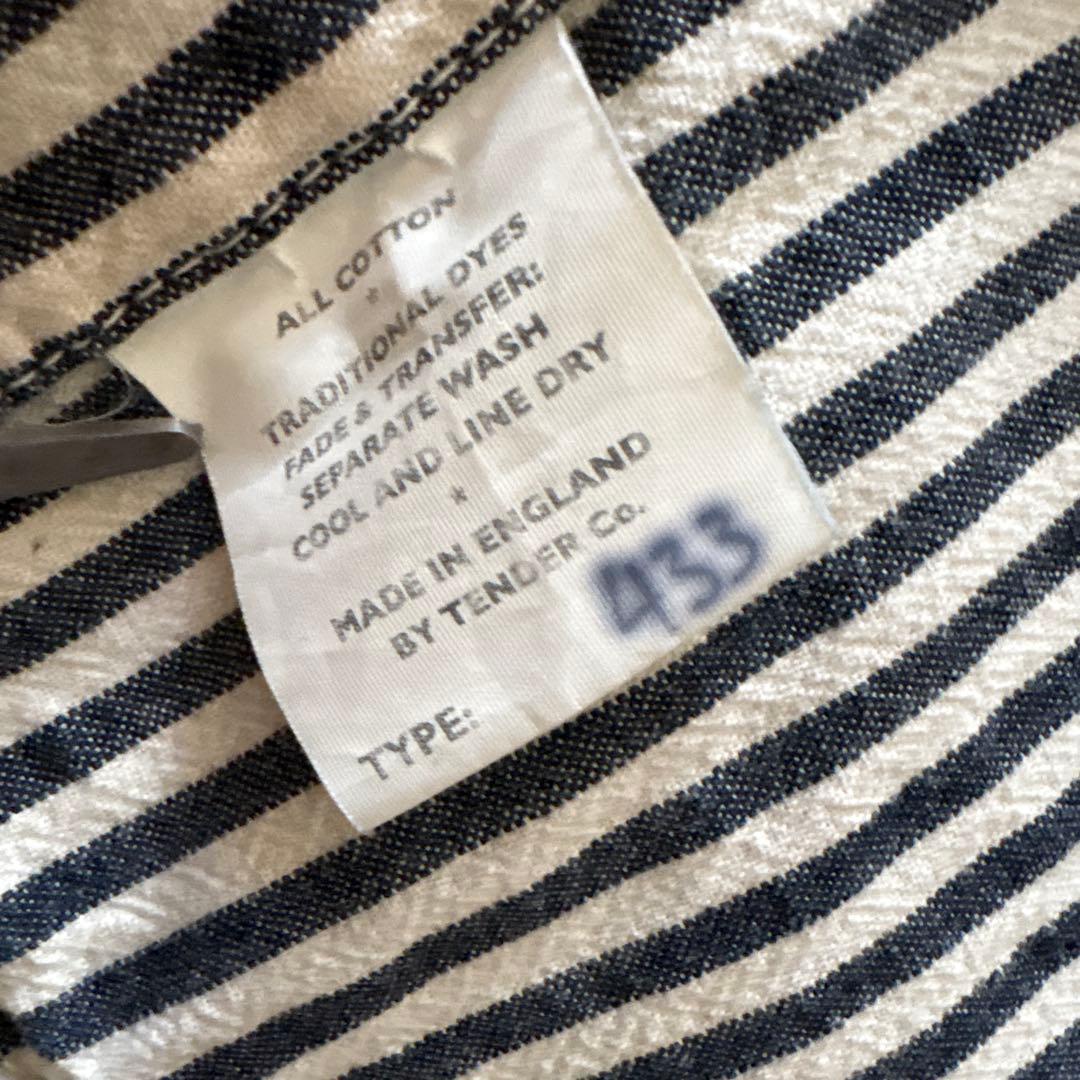 ALL COTTON
*
TRADITIONAL DYES
FADE & TRANSFER:
SEPARATE WASH
COOL AND LINE DRY
*
MADE IN ENGLAND
BY TENDER Co.
TYPE: 433